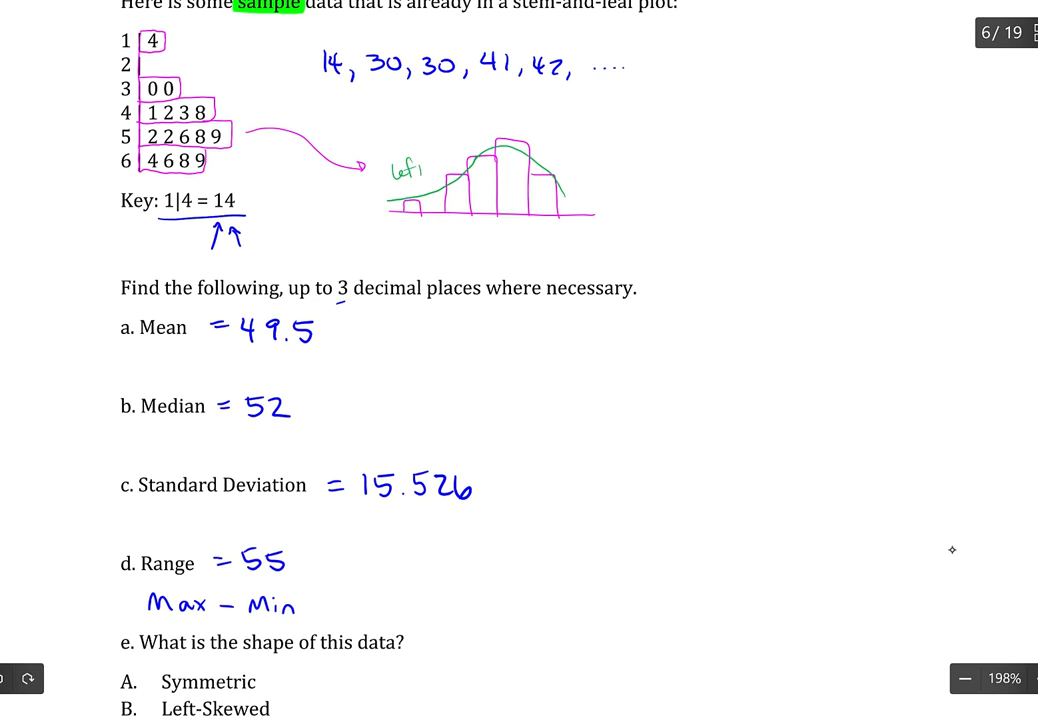 Here is some sample data that is already in a stem-and-leaf plot:
6 / 19
1 4
2
3 0 0
4 1 2 3 8
5 2 2 6 8 9
6 4 6 8 9
14, 30, 30, 41, 42, ....
left
Key: 1|4 = 14
Find the following, up to 3 decimal places where necessary.
a. Mean = 49.5
b. Median = 52
c. Standard Deviation = 15.526
d. Range = 55
Max - Min
e. What is the shape of this data?
A. Symmetric
198%
B. Left-Skewed